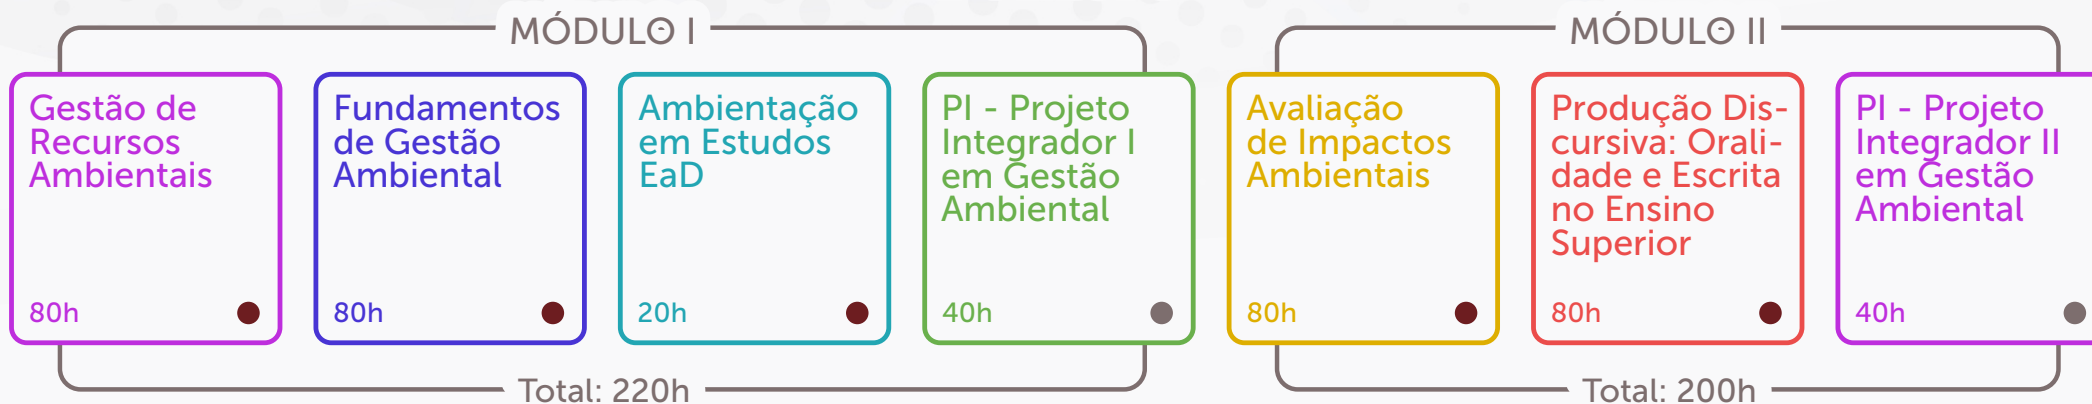 MÓDULO I
Gestão de
Recursos
Ambientais
80h
Fundamentos
de Gestão
Ambiental
80h
Ambientação
em Estudos
EaD
20h
PI - Projeto
Integrador I
em Gestão
Ambiental
40h
Total: 220h
MÓDULO II
Avaliação
de Impactos
Ambientais
80h
Produção Dis-
cursiva: Orali-
dade e Escrita
no Ensino
Superior
80h
PI - Projeto
Integrador II
em Gestão
Ambiental
40h
Total: 200h